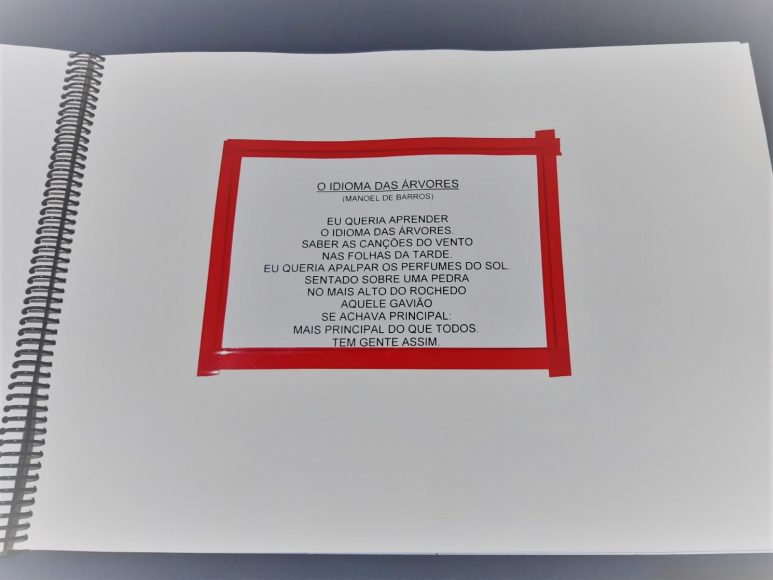 O IDIOMA DAS ÁRVORES
(MANOEL DE BARROS)
EU QUERIA APRENDER
O IDIOMA DAS ÁRVORES.
SABER AS CANÇÕES DO VENTO
NAS FOLHAS DA TARDE.
EU QUERIA APALPAR OS PERFUMES DO SOL.
SENTADO SOBRE UMA PEDRA
NO MAIS ALTO DO ROCHEDO
AQUELE GAVIÃO
SE ACHAVA PRINCIPAL:
MAIS PRINCIPAL DO QUE TODOS.
TEM GENTE ASSIM.